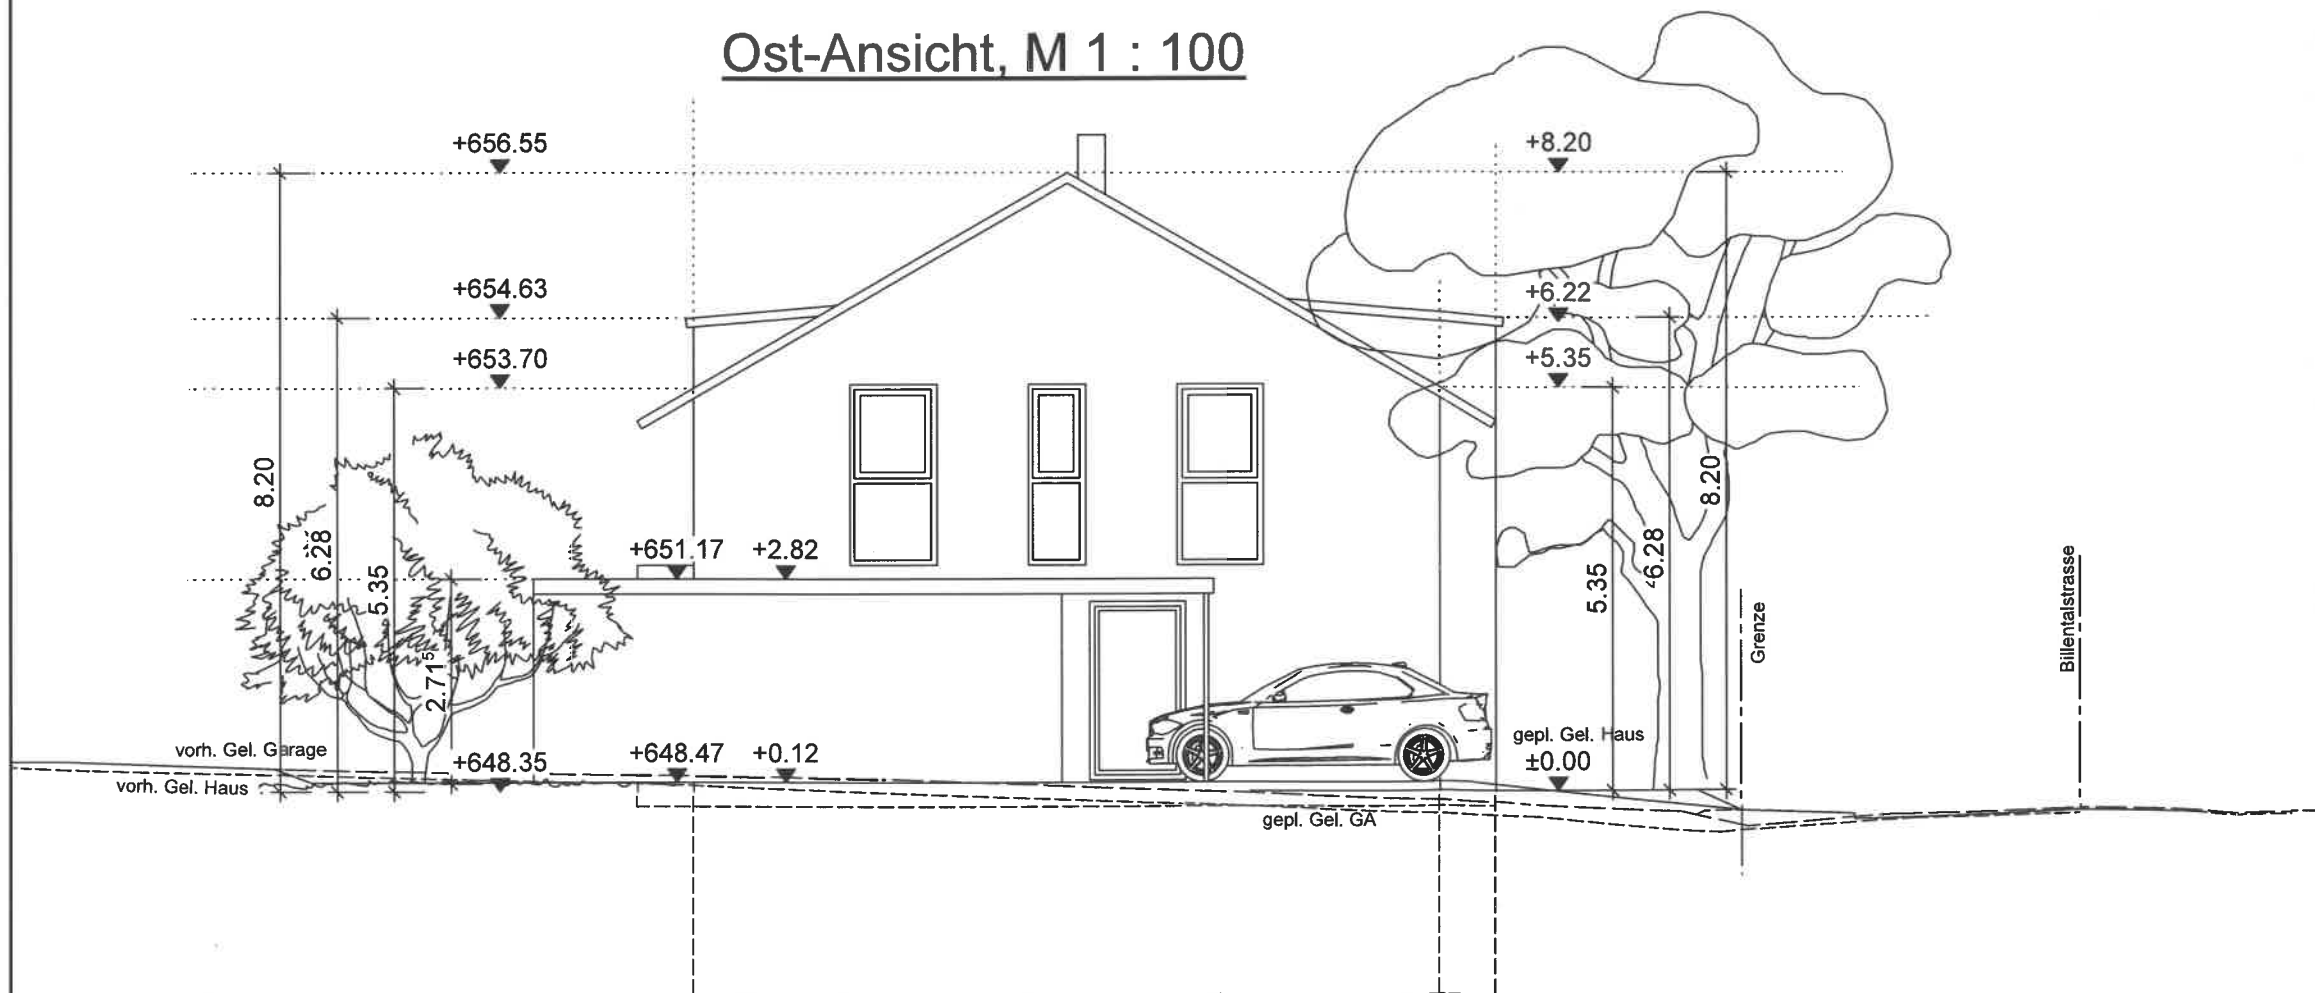 Ost-Ansicht, M 1 : 100
+656.55
+8.20
+654.63
+6.22
+653.70
+5.35
8.20
6.28
5.35
2.71⁵
+651.17 +2.82
8.20
6.28
5.35
Grenze
Billentalstrasse
vorh. Gel. Garage
vorh. Gel. Haus
+648.35
+648.47 +0.12
gepl. Gel. Haus
±0.00
gepl. Gel. GA